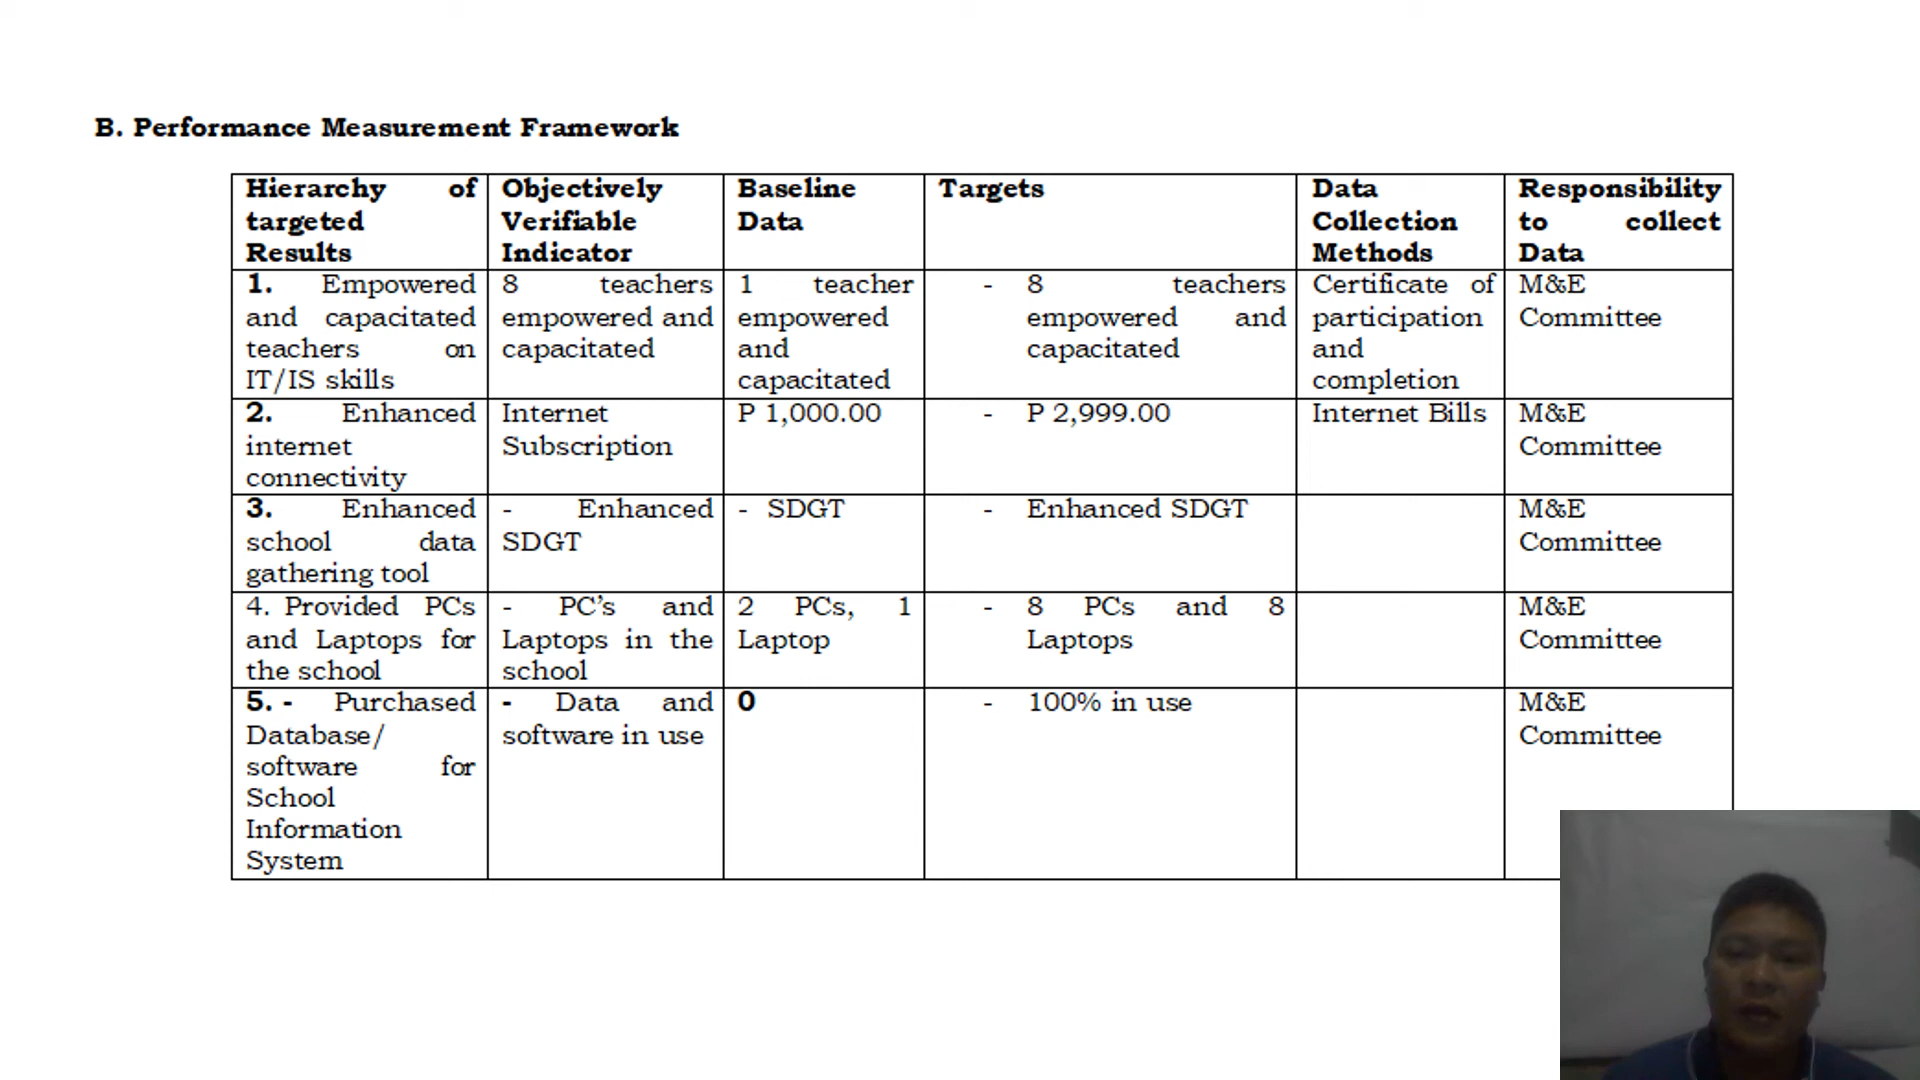 B. Performance Measurement Framework
Hierarchy of
targeted
Results
Objectively
Verifiable
Indicator
Baseline
Data
Targets
Data
Collection
Methods
Responsibility
to collect
Data
1. Empowered
and capacitated
teachers on
IT/IS skills
8 teachers
empowered and
capacitated
1 teacher
empowered
and
capacitated
- 8 teachers
empowered and
capacitated
Certificate of
participation
and
completion
M&E
Committee
2. Enhanced
internet
connectivity
Internet
Subscription
P 1,000.00
- P 2,999.00
Internet Bills
M&E
Committee
3. Enhanced
school data
gathering tool
- Enhanced
SDGT
- SDGT
- Enhanced SDGT
M&E
Committee
4. Provided PCs
and Laptops for
the school
- PC’s and
Laptops in the
school
2 PCs, 1
Laptop
- 8 PCs and 8
Laptops
M&E
Committee
5. - Purchased
Database/
software for
School
Information
System
- Data and
software in use
0
- 100% in use
M&E
Committee